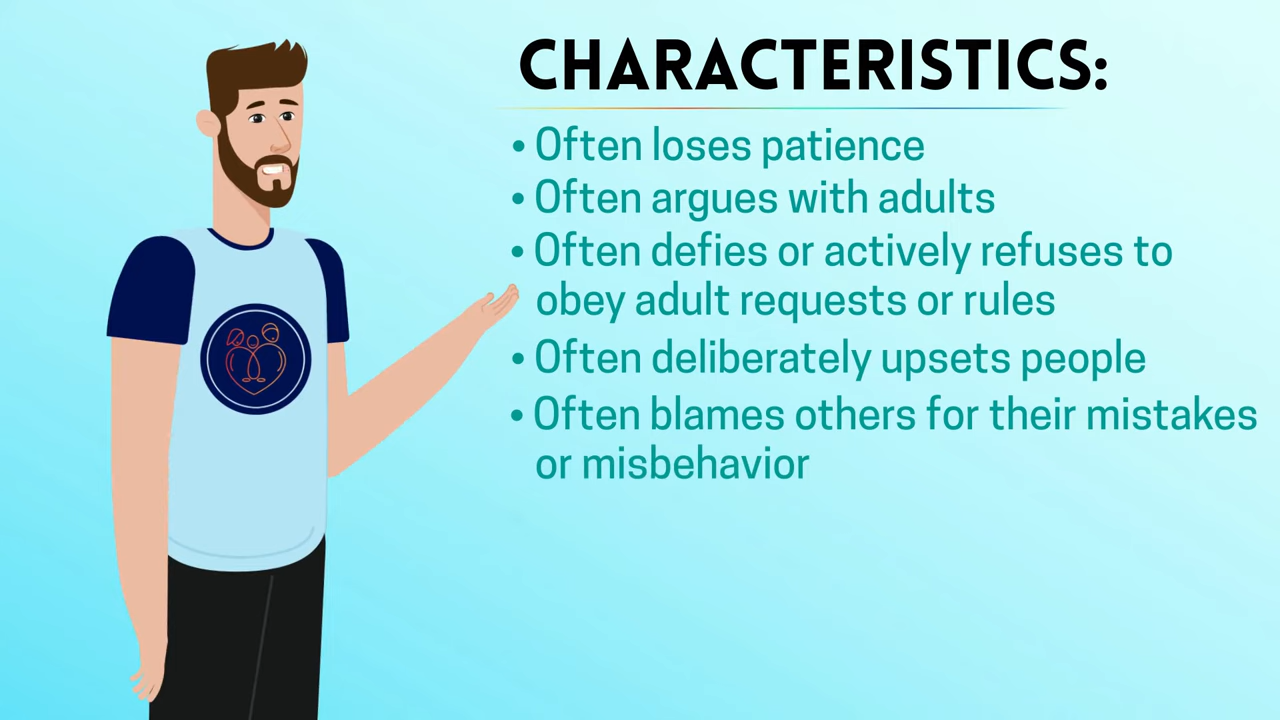 CHARACTERISTICS:
• Often loses patience
• Often argues with adults
• Often defies or actively refuses to
obey adult requests or rules
• Often deliberately upsets people
• Often blames others for their mistakes
or misbehavior